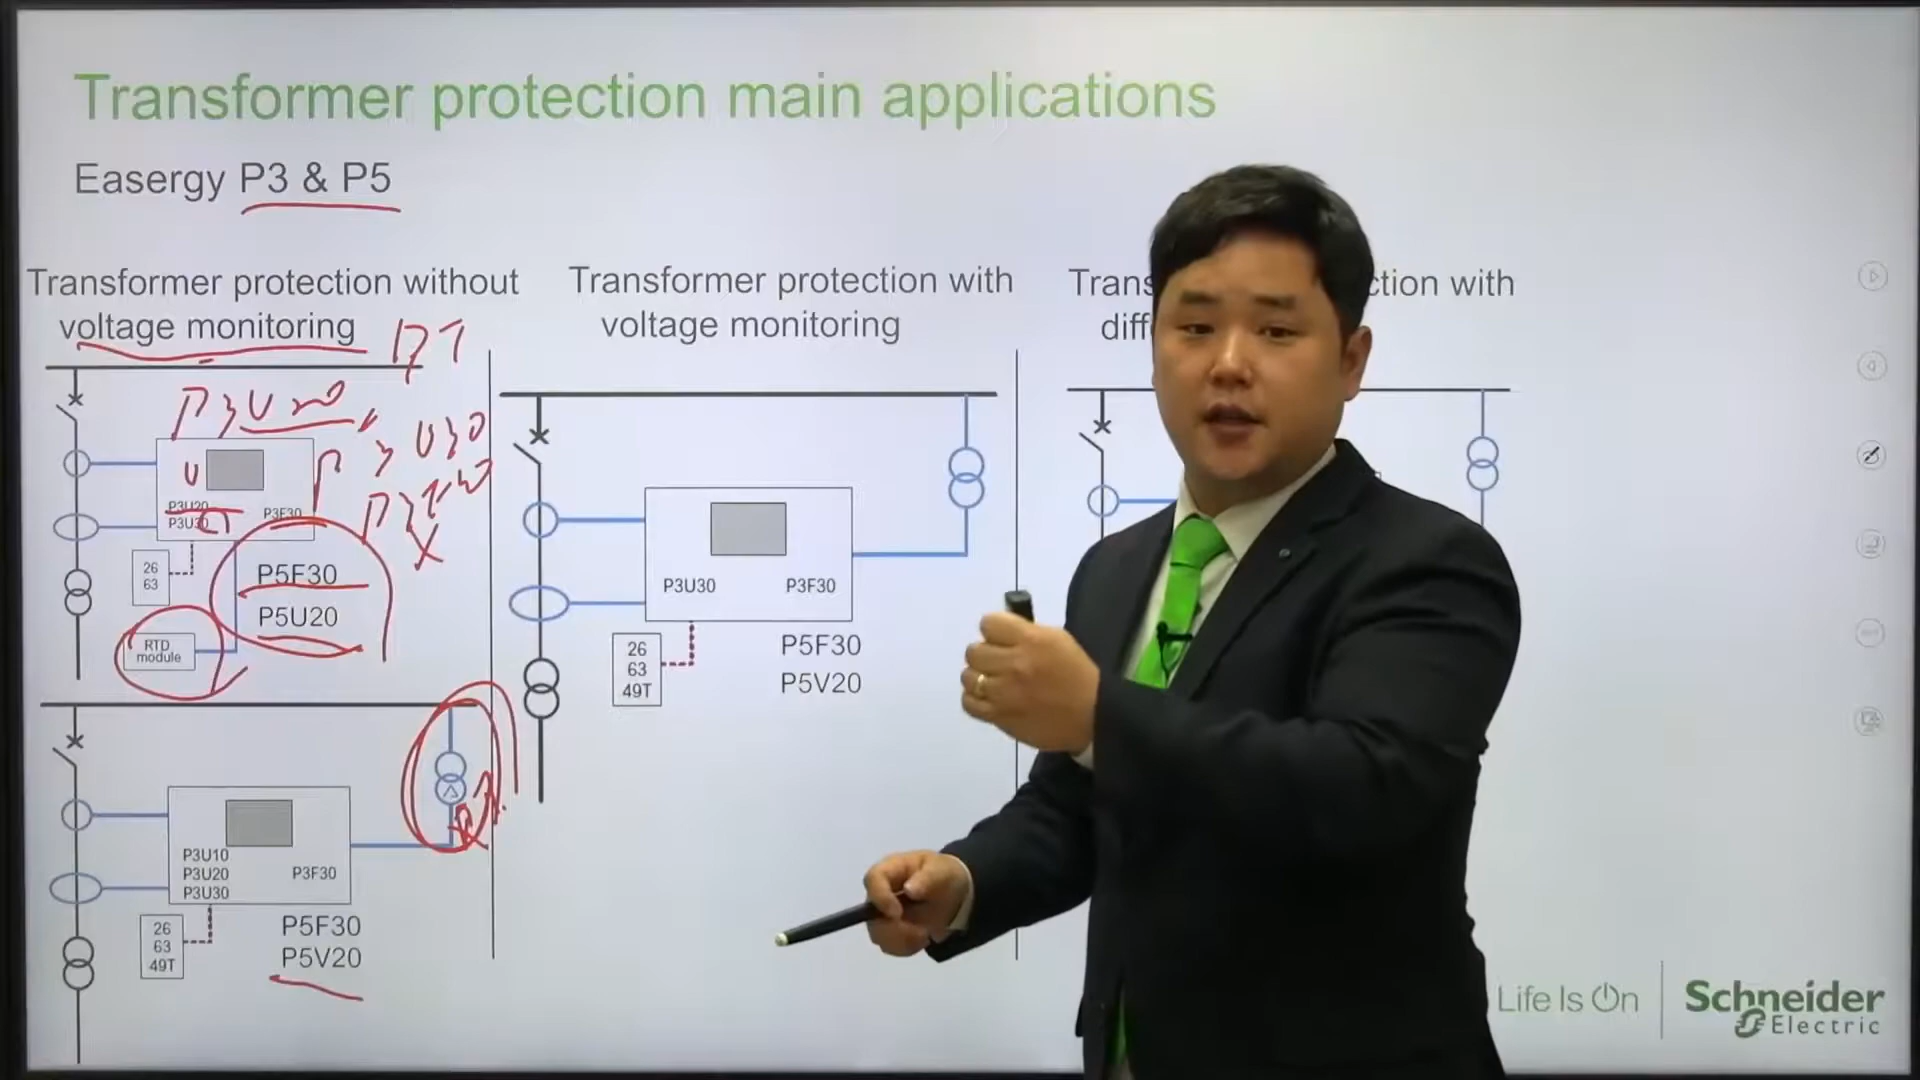 Transformer protection main applications
Easergy P3 & P5
Transformer protection without
voltage monitoring
P3U20
P3U30
U
P3U20
P3U30
P3F30
26
63
P5F30
P5U20
RTD
module
P3U10
P3U20
P3U30
P3F30
26
63
49T
P5F30
P5V20
Transformer protection with
voltage monitoring
P3U30
P3F30
26
63
49T
P5F30
P5V20
Trans
ction with
diff
Life Is On
Schneider
Electric